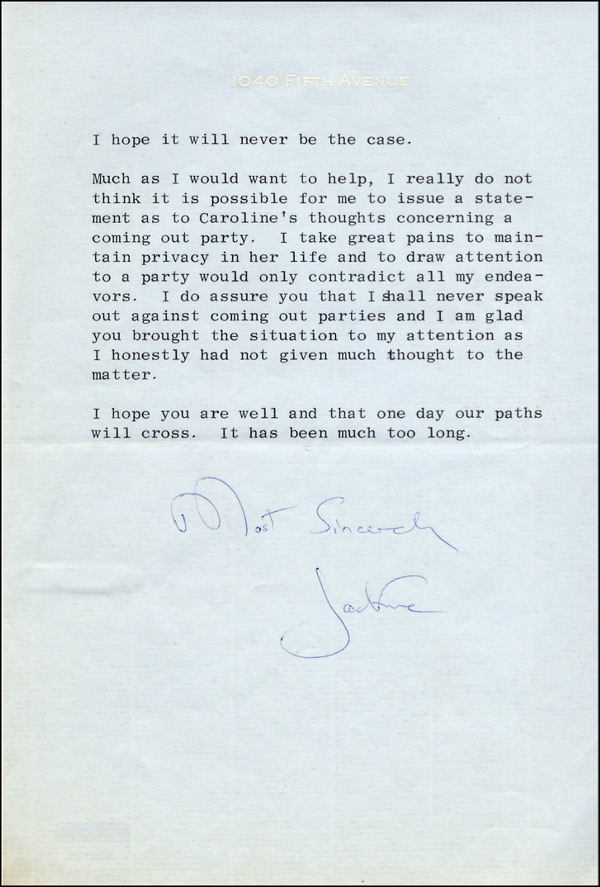 1040 FIFTH AVENUE
I hope it will never be the case.
Much as I would want to help, I really do not
think it is possible for me to issue a state-
ment as to Caroline's thoughts concerning a
coming out party. I take great pains to main-
tain privacy in her life and to draw attention
to a party would only contradict all my endea-
vors. I do assure you that I shall never speak
out against coming out parties and I am glad
you brought the situation to my attention as
I honestly had not given much thought to the
matter.
I hope you are well and that one day our paths
will cross. It has been much too long.
Most Sincerely